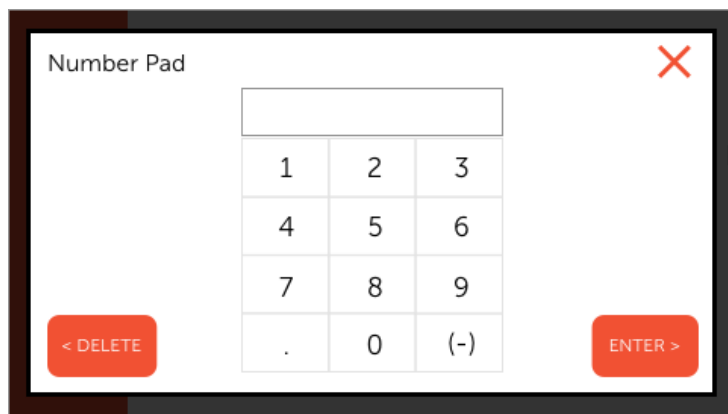 Number Pad
1 2 3
4 5 6
7 8 9
. 0 (-)
< DELETE
ENTER >